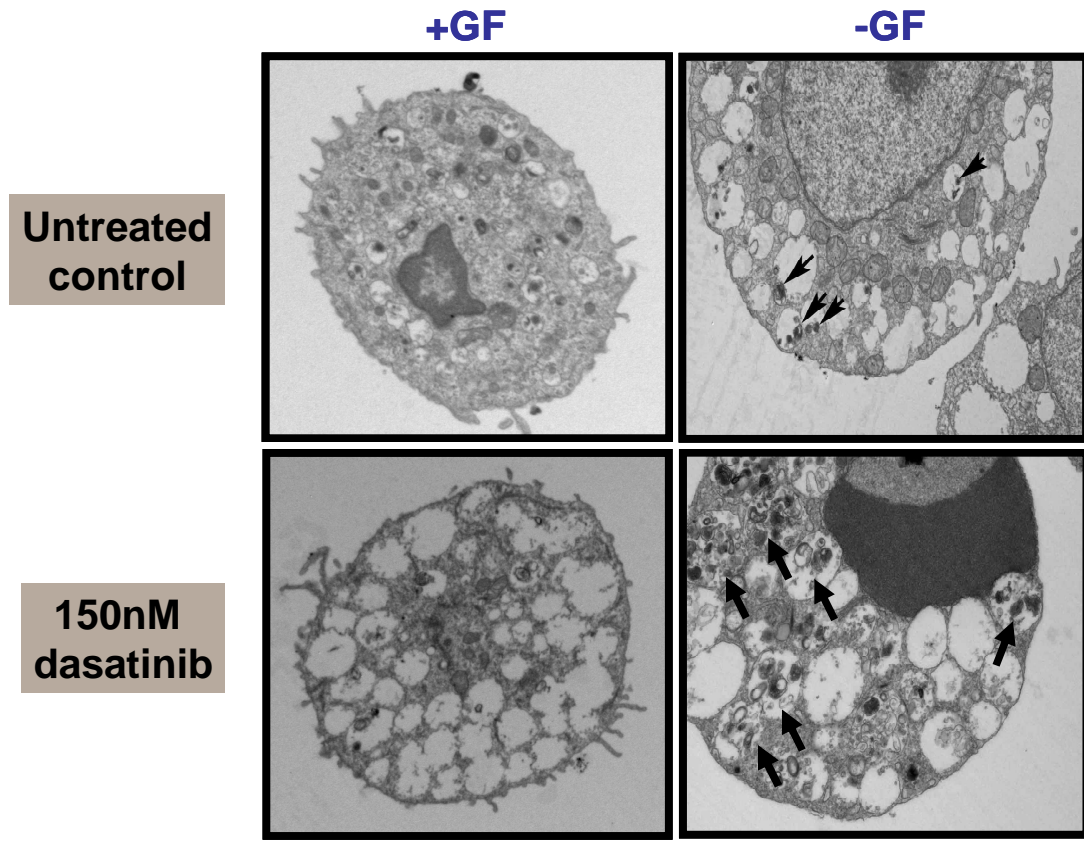 +GF
-GF
Untreated
control
150nM
dasatinib